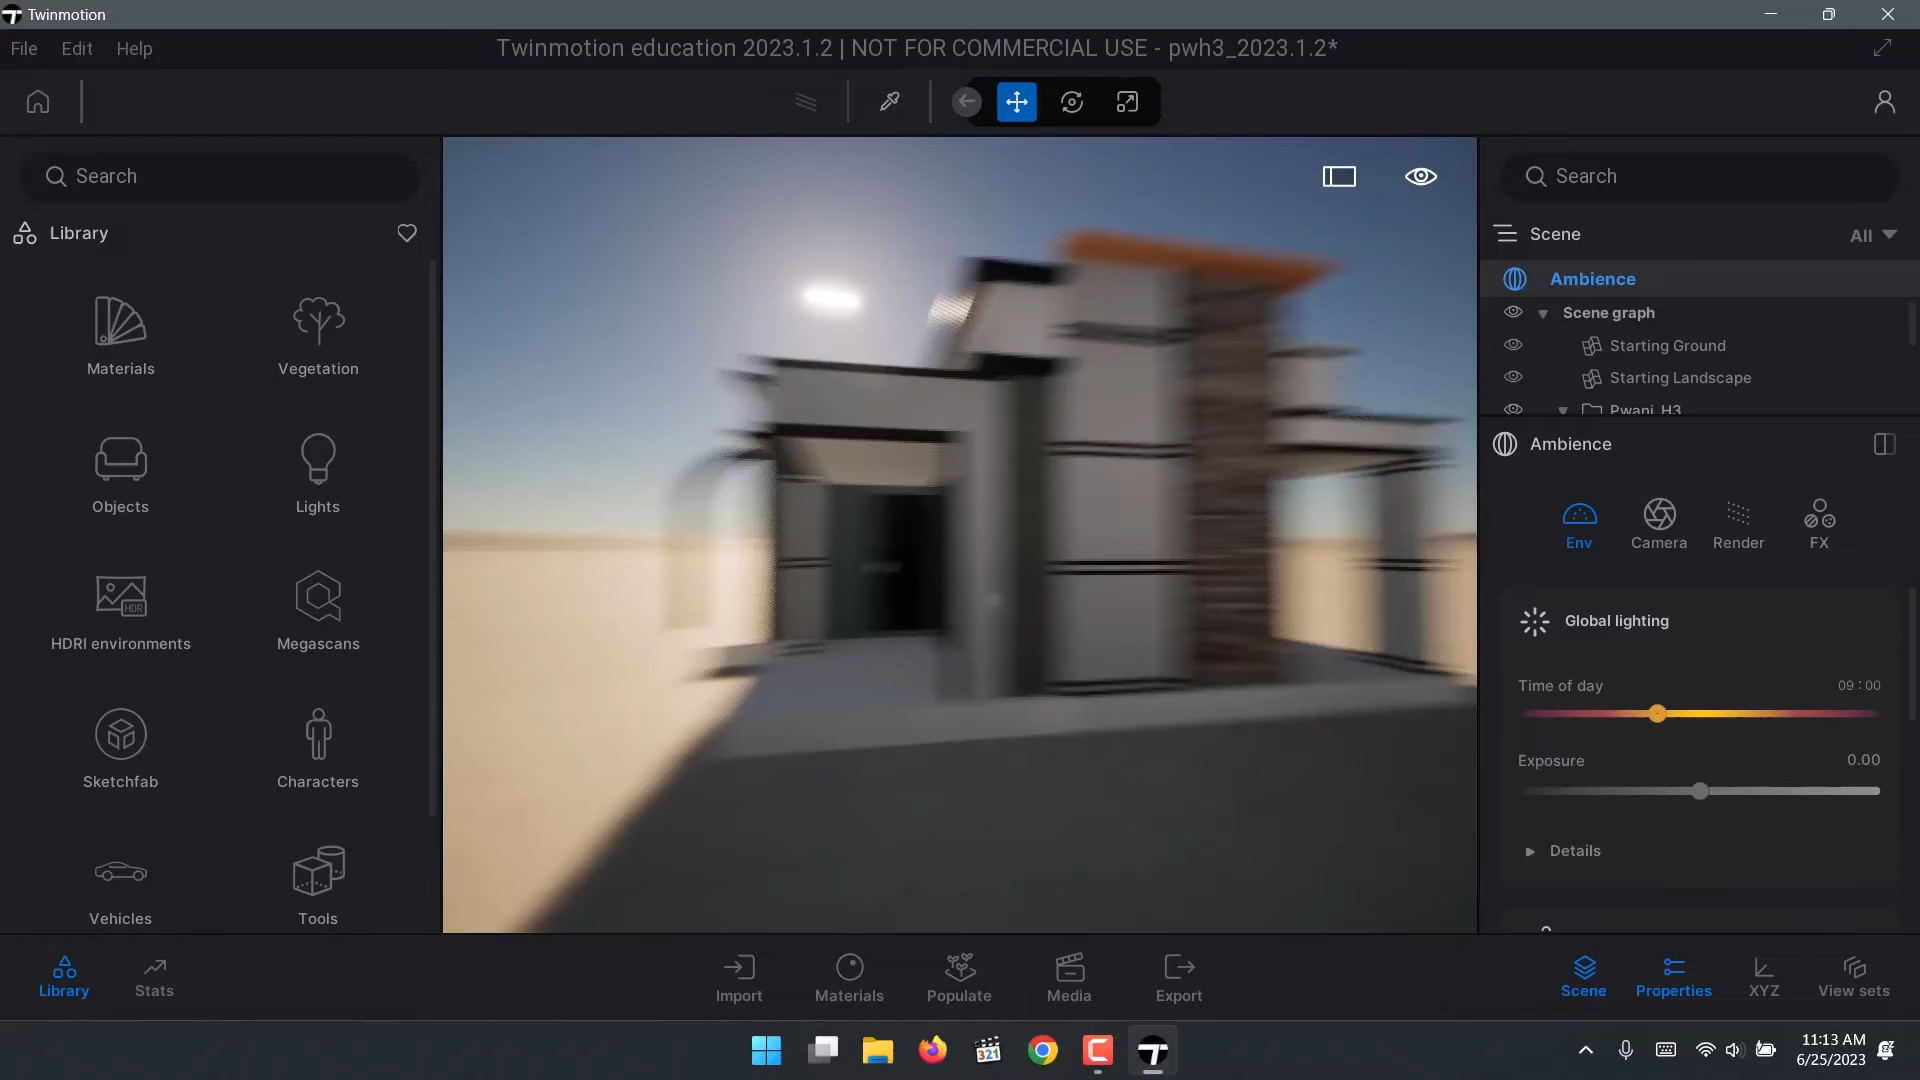 Twinmotion
File Edit Help
Twinmotion education 2023.1.2 | NOT FOR COMMERCIAL USE - pwh3_2023.1.2*
Search
Library
Materials
Vegetation
Objects
Lights
HDR
HDRI environments
Megascans
Sketchfab
Characters
Vehicles
Tools
Search
Scene
All
Ambience
Scene graph
Starting Ground
Starting Landscape
Pwani_H3
Ambience
Env
Camera
Render
FX
Global lighting
Time of day 09:00
Exposure 0.00
Details
Library
Stats
Import
Materials
Populate
Media
Export
Scene
Properties
XYZ
View sets
321
11:13 AM
6/25/2023